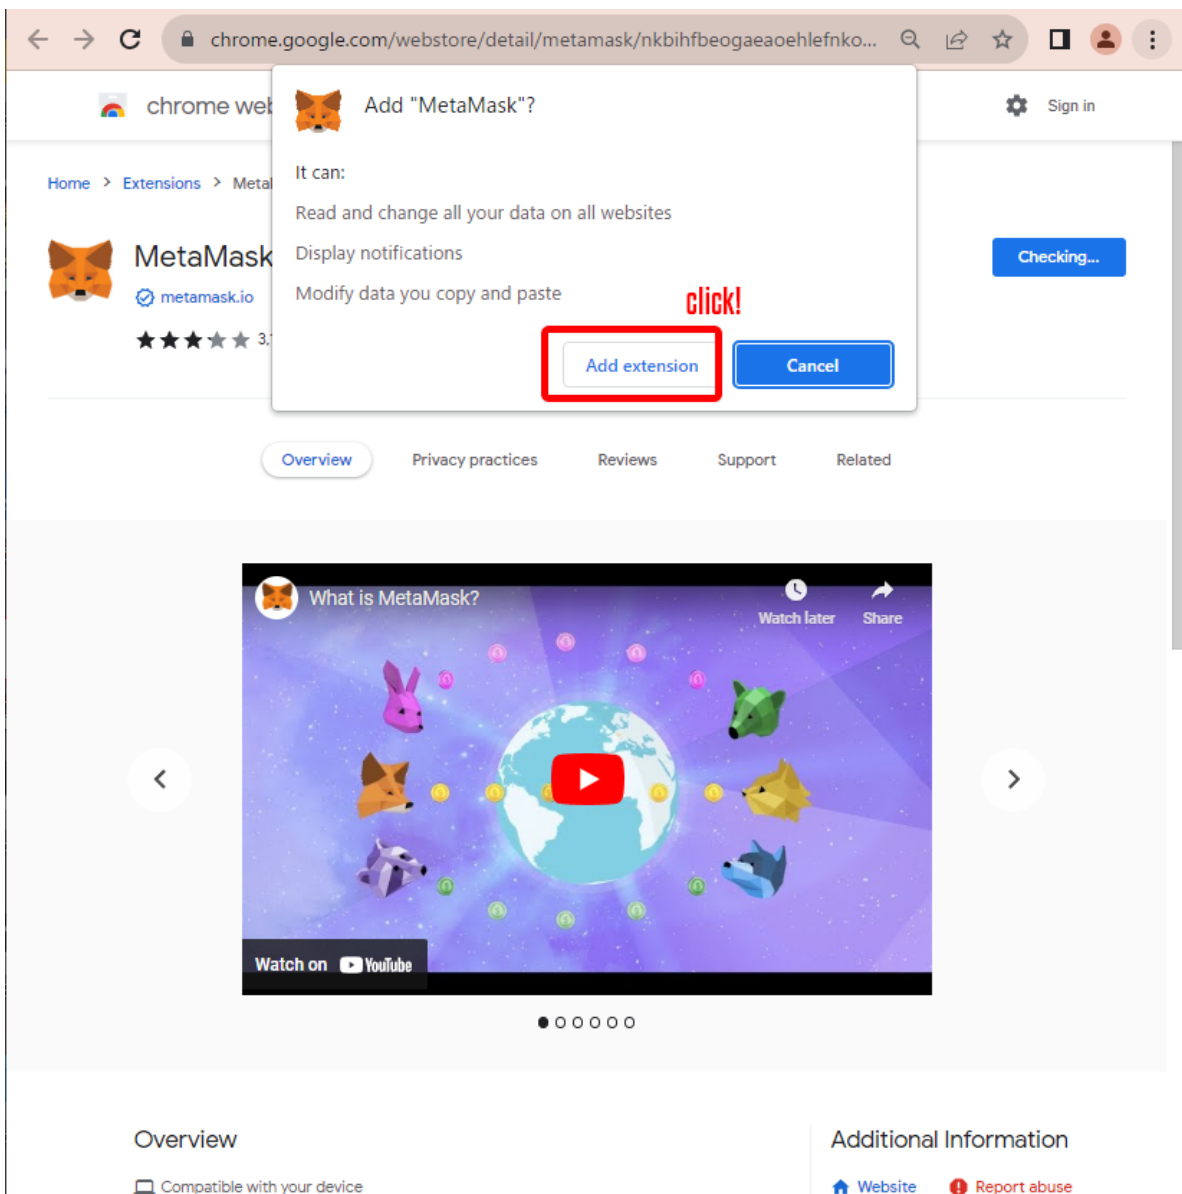 chrome.google.com/webstore/detail/metamask/nkbihfbeogaeaoehlefnko...
chrome web
Sign in
Add "MetaMask"?
It can:
Read and change all your data on all websites
Display notifications
Modify data you copy and paste
click!
Add extension
Cancel
Home > Extensions >
MetaMask
metamask.io
Checking...
Overview
Privacy practices
Reviews
Support
Related
What is MetaMask?
Watch later
Share
Watch on YouTube
Overview
Compatible with your device
Additional Information
Website
Report abuse